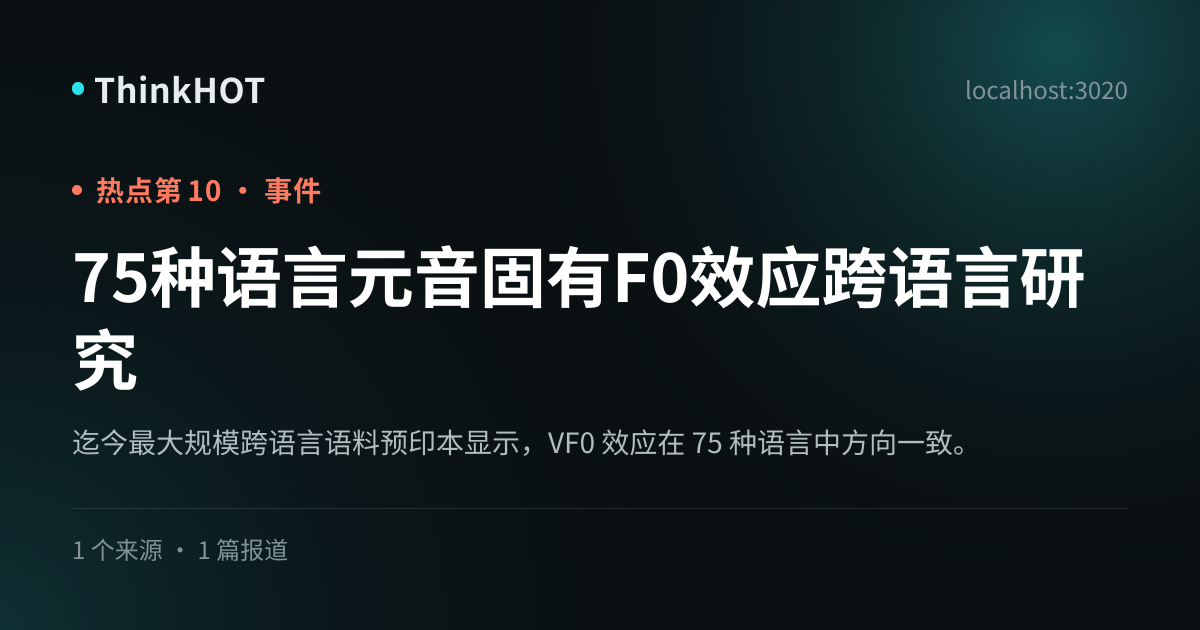 ThinkHOT
localhost:3020
热点第 10 · 事件
75种语言元音固有F0效应跨语言研
究
迄今最大规模跨语言语料预印本显示，VF0 效应在 75 种语言中方向一致。
1 个来源 · 1 篇报道